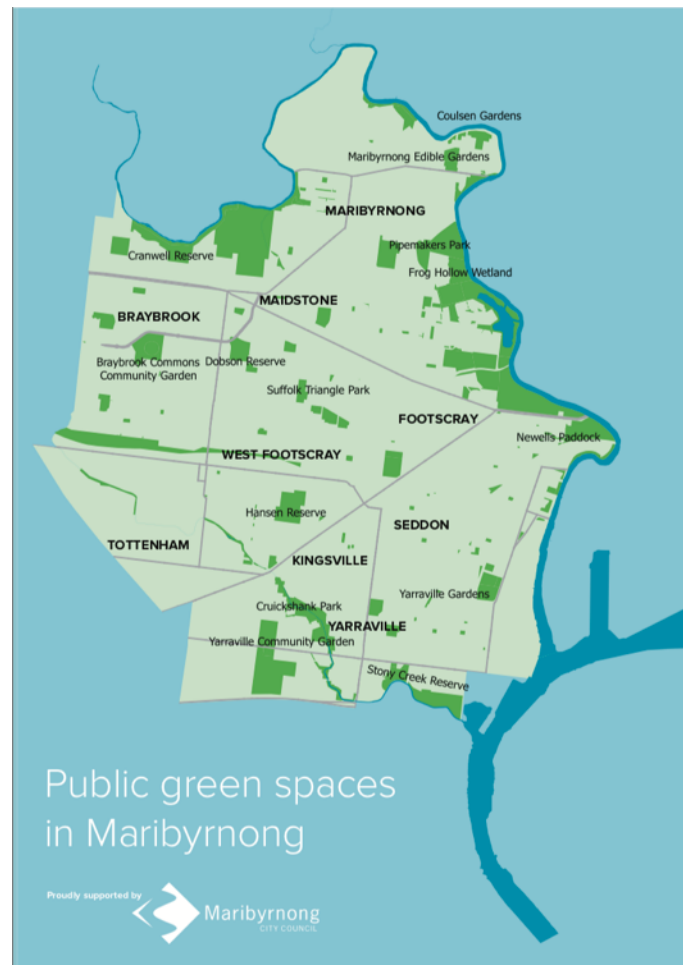 Coulsen Gardens
Maribyrnong Edible Gardens
MARIBYRNONG
Pipemakers Park
Cranwell Reserve
Frog Hollow Wetland
MAIDSTONE
BRAYBROOK
Braybrook Commons
Community Garden
Dobson Reserve
Suffolk Triangle Park
FOOTSCRAY
Newells Paddock
WEST FOOTSCRAY
Hansen Reserve
SEDDON
TOTTENHAM
KINGSVILLE
Yarraville Gardens
Cruickshank Park
YARRAVILLE
Yarraville Community Garden
Stony Creek Reserve
Public green spaces
in Maribyrnong
Proudly supported by
Maribyrnong
CITY COUNCIL